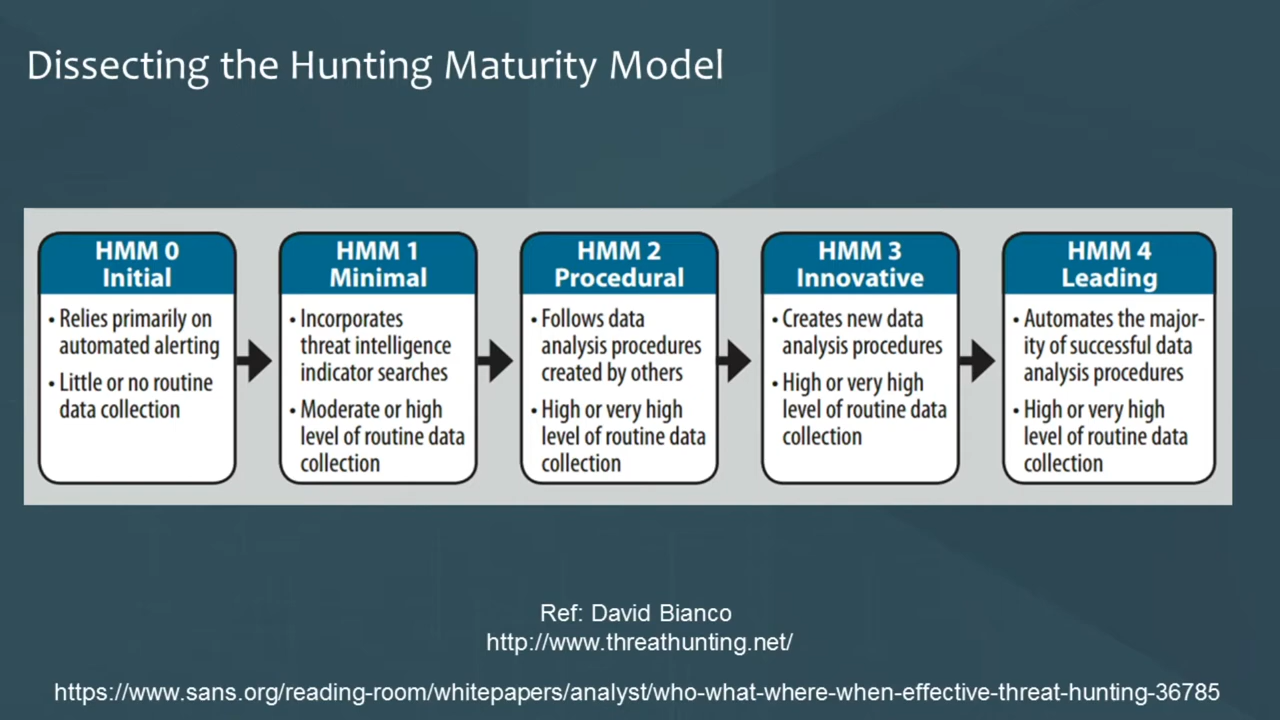 Dissecting the Hunting Maturity Model
HMM 0
Initial
• Relies primarily on
automated alerting
• Little or no routine
data collection
HMM 1
Minimal
• Incorporates
threat intelligence
indicator searches
• Moderate or high
level of routine data
collection
HMM 2
Procedural
• Follows data
analysis procedures
created by others
• High or very high
level of routine data
collection
HMM 3
Innovative
• Creates new data
analysis procedures
• High or very high
level of routine data
collection
HMM 4
Leading
• Automates the major-
ity of successful data
analysis procedures
• High or very high
level of routine data
collection
Ref: David Bianco
http://www.threathunting.net/
https://www.sans.org/reading-room/whitepapers/analyst/who-what-where-when-effective-threat-hunting-36785